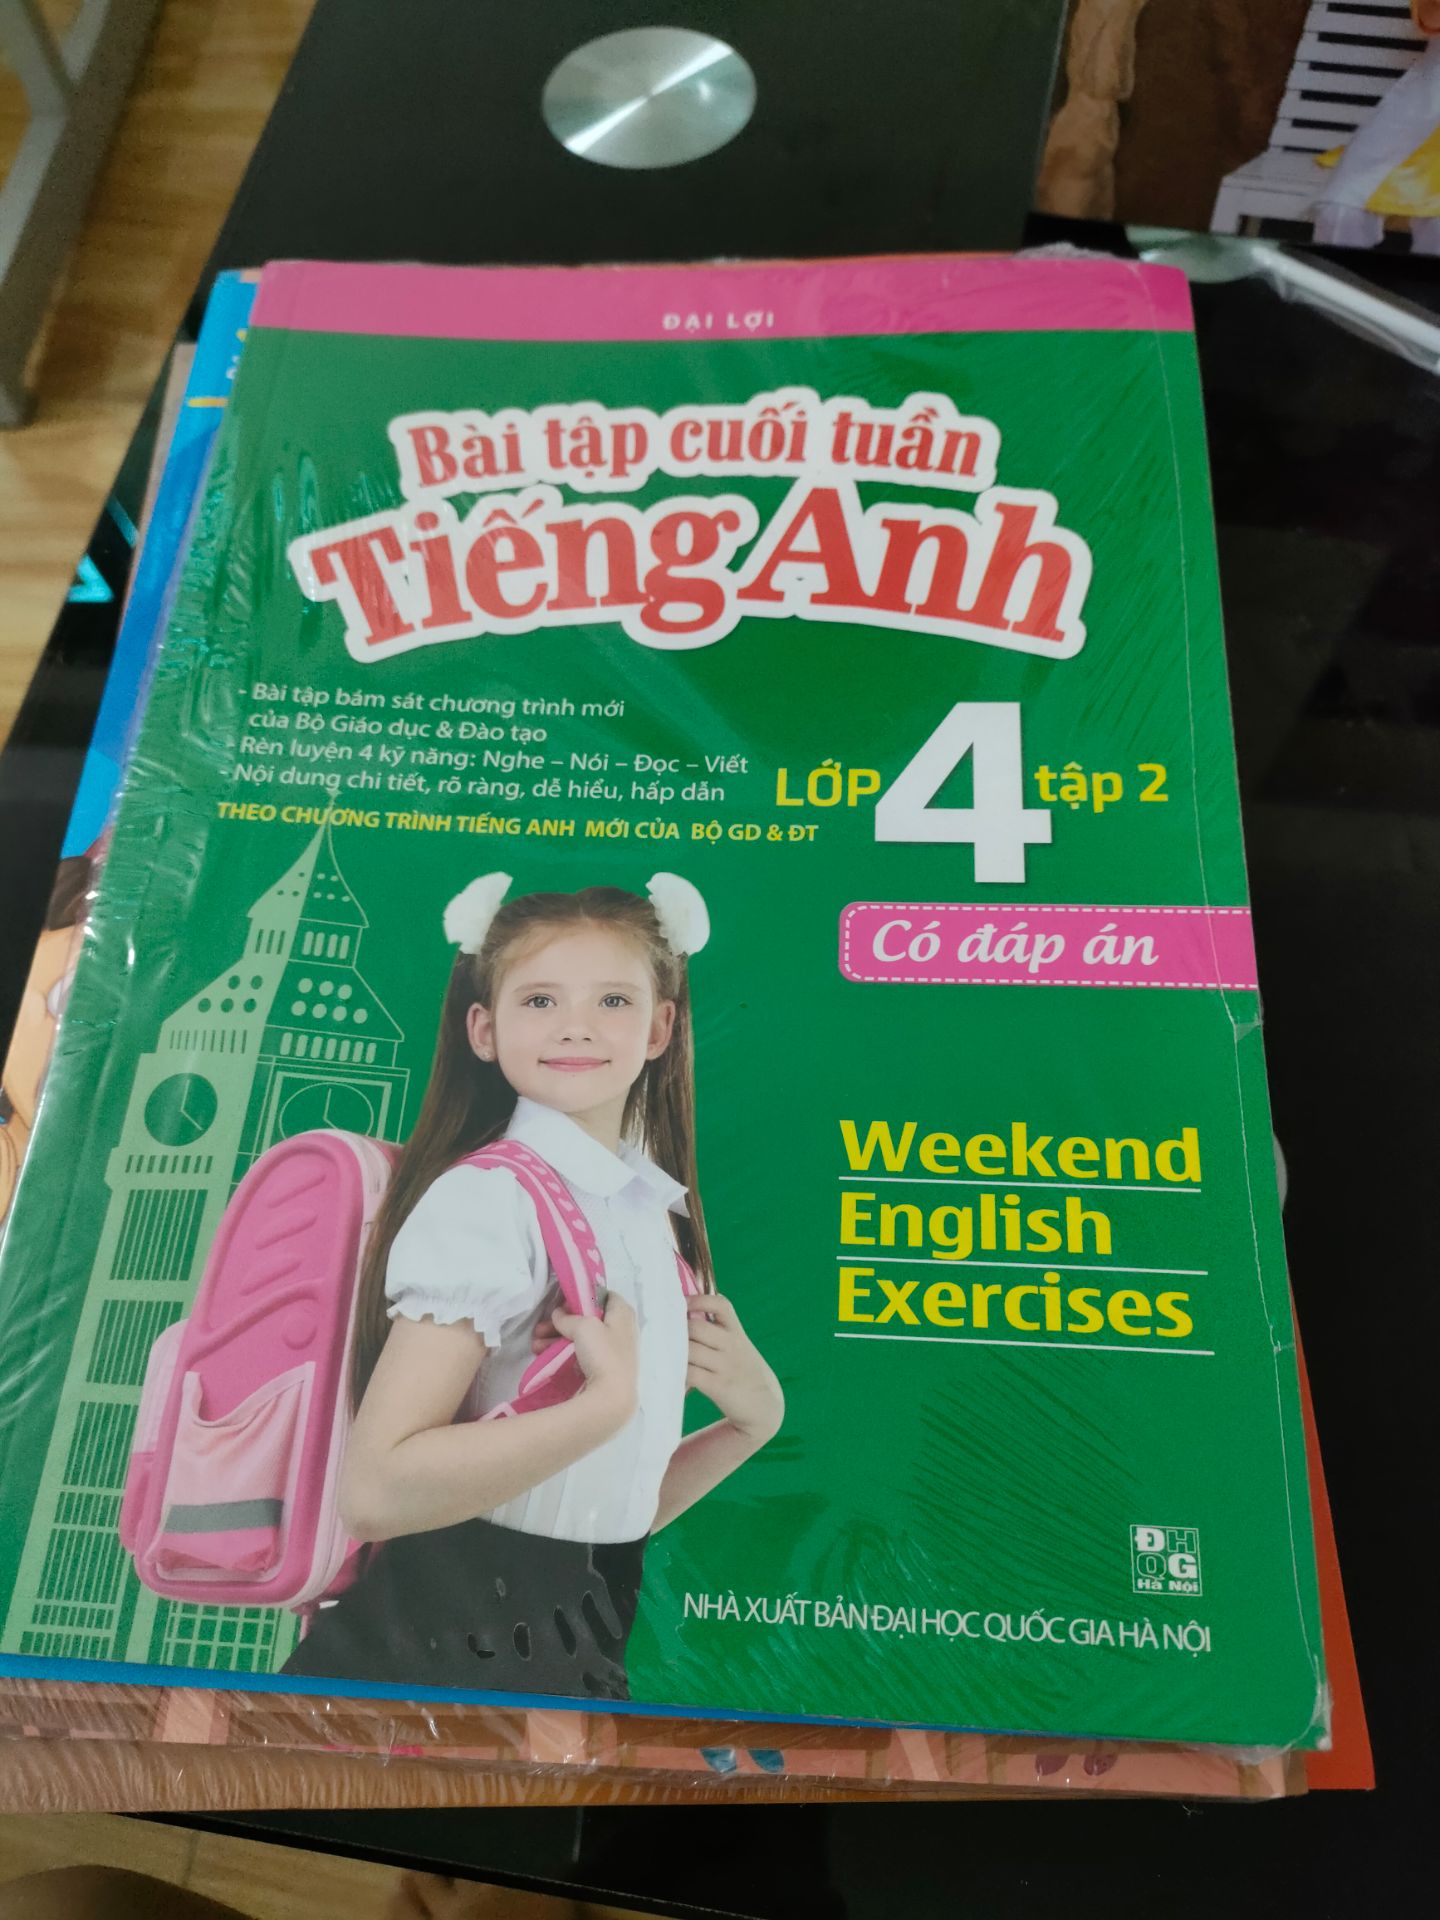 ĐẠI LỢI
Bài tập cuối tuần
Tiếng Anh
- Bài tập bám sát chương trình mới
của Bộ Giáo dục & Đào tạo
- Rèn luyện 4 kỹ năng: Nghe – Nói – Đọc – Viết
- Nội dung chi tiết, rõ ràng, dễ hiểu, hấp dẫn
THEO CHƯƠNG TRÌNH TIẾNG ANH MỚI CỦA BỘ GD & ĐT
LỚP 4 tập 2
Có đáp án
Weekend
English
Exercises
ĐH
QG
Hà Nội
NHÀ XUẤT BẢN ĐẠI HỌC QUỐC GIA HÀ NỘI